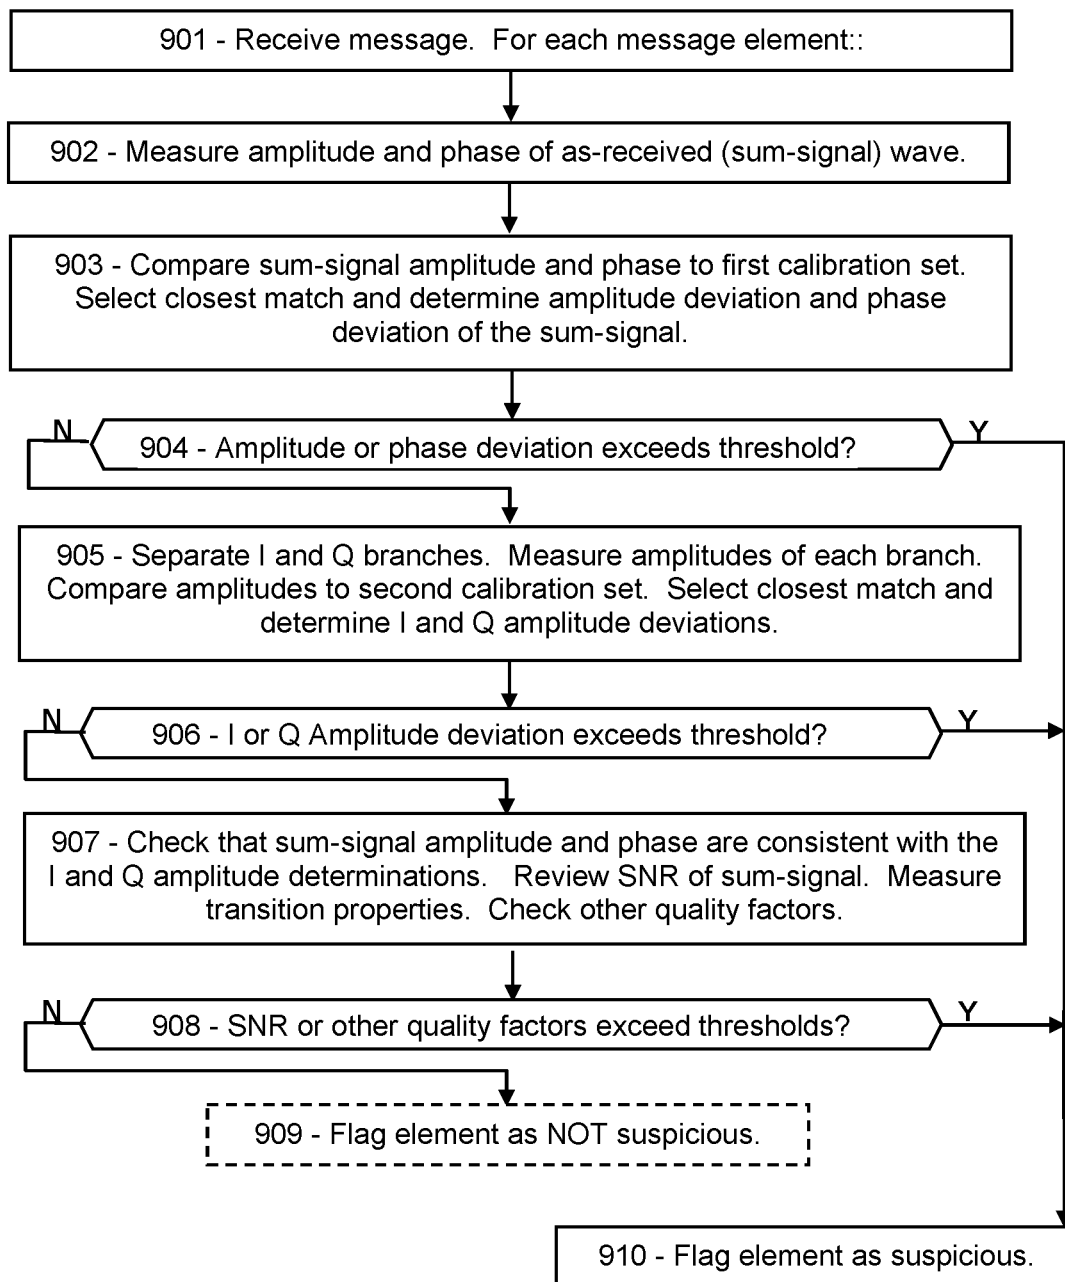 901 - Receive message.  For each message element::
902 - Measure amplitude and phase of as-received (sum-signal) wave.
903 - Compare sum-signal amplitude and phase to first calibration set.
Select closest match and determine amplitude deviation and phase
deviation of the sum-signal.
N
904 - Amplitude or phase deviation exceeds threshold?
Y
905 - Separate I and Q branches.  Measure amplitudes of each branch.
Compare amplitudes to second calibration set.  Select closest match and
determine I and Q amplitude deviations.
N
906 - I or Q Amplitude deviation exceeds threshold?
Y
907 - Check that sum-signal amplitude and phase are consistent with the
I and Q amplitude determinations.   Review SNR of sum-signal.  Measure
transition properties.  Check other quality factors.
N
908 - SNR or other quality factors exceed thresholds?
Y
909 - Flag element as NOT suspicious.
910 - Flag element as suspicious.